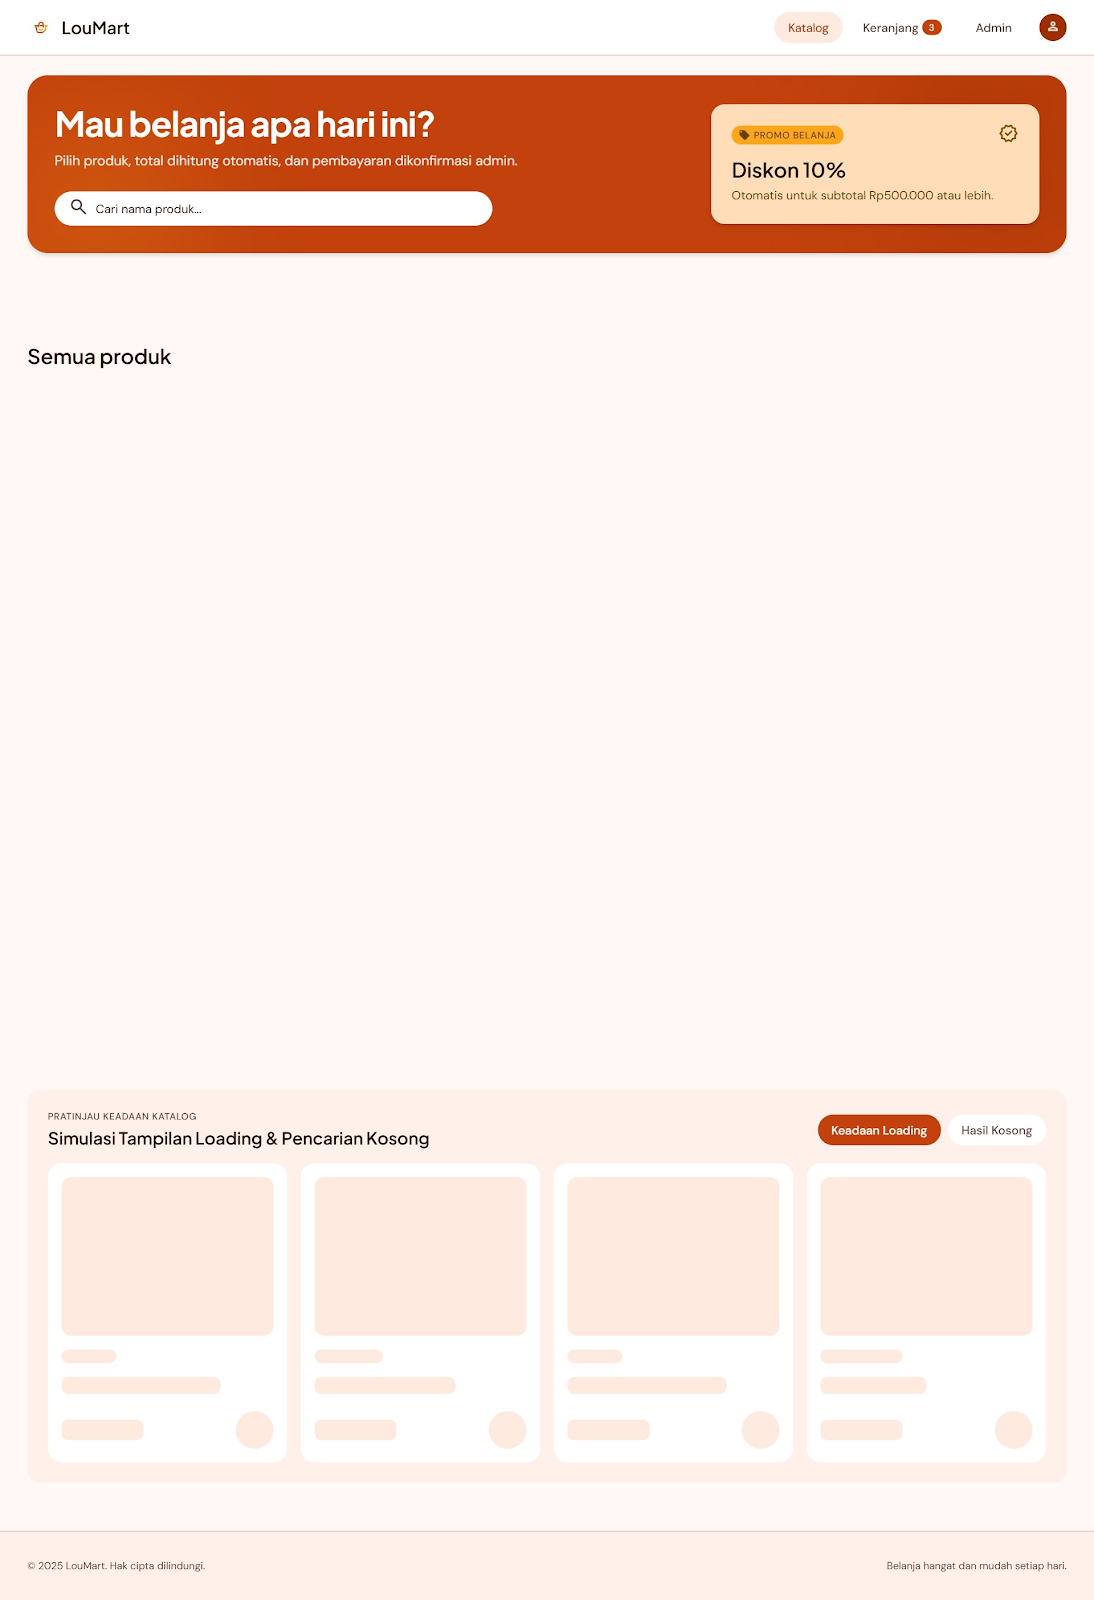 LouMart
Katalog
Keranjang 3
Admin
Mau belanja apa hari ini?
Pilih produk, total dihitung otomatis, dan pembayaran dikonfirmasi admin.
Cari nama produk...
PROMO BELANJA
Diskon 10%
Otomatis untuk subtotal Rp500.000 atau lebih.
Semua produk
PRATINJAU KEADAAN KATALOG
Simulasi Tampilan Loading & Pencarian Kosong
Keadaan Loading
Hasil Kosong
© 2025 LouMart. Hak cipta dilindungi.
Belanja hangat dan mudah setiap hari.